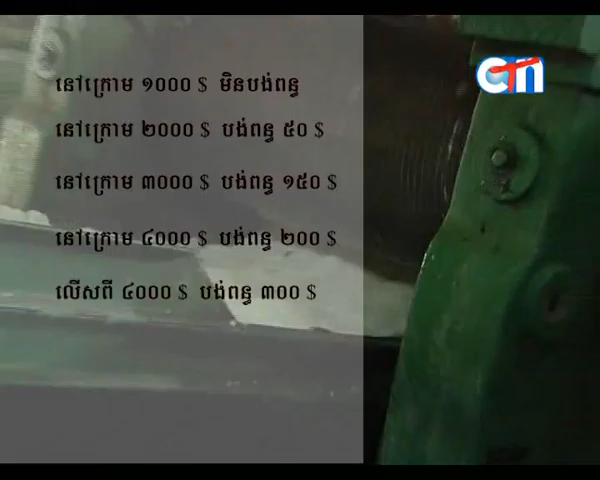 CTN
នៅក្រោម ១០០០ $ មិនបង់ពន្ធ
នៅក្រោម ២០០០ $ បង់ពន្ធ ៥០ $
នៅក្រោម ៣០០០ $ បង់ពន្ធ ១៥០ $
នៅក្រោម ៤០០០ $ បង់ពន្ធ ២០០ $
លើសពី ៤០០០ $ បង់ពន្ធ ៣០០ $